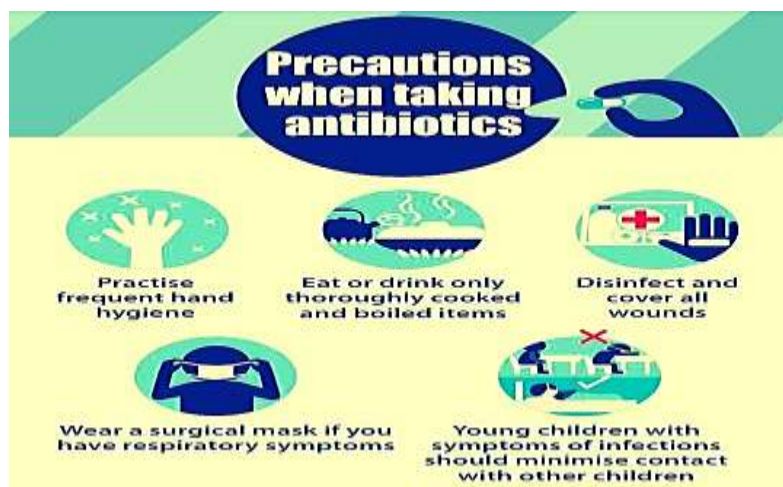 Precautions
when taking
antibiotics
Practise
frequent hand
hygiene
Eat or drink only
thoroughly cooked
and boiled items
Disinfect and
cover all
wounds
Wear a surgical mask if you
have respiratory symptoms
Young children with
symptoms of infections
should minimise contact
with other children